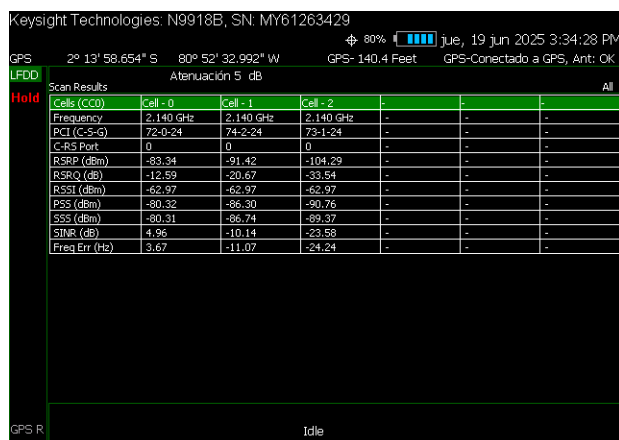 Keysight Technologies: N9918B, SN: MY61263429
80% jue, 19 jun 2025 3:34:28 PM
GPS 2° 13' 58.654" S 80° 52' 32.992" W GPS- 140.4 Feet GPS-Conectado a GPS, Ant: OK
LFDD Atenuación 5 dB
Scan Results All
Hold
Cells (CC0) Cell - 0 Cell - 1 Cell - 2 - - -
Frequency 2.140 GHz 2.140 GHz 2.140 GHz - - -
PCI (C-S-G) 72-0-24 74-2-24 73-1-24 - - -
C-RS Port 0 0 0 - - -
RSRP (dBm) -83.34 -91.42 -104.29 - - -
RSRQ (dB) -12.59 -20.67 -33.54 - - -
RSSI (dBm) -62.97 -62.97 -62.97 - - -
PSS (dBm) -80.32 -86.30 -90.76 - - -
SSS (dBm) -80.31 -86.74 -89.37 - - -
SINR (dB) 4.96 -10.14 -23.58 - - -
Freq Err (Hz) 3.67 -11.07 -24.24 - - -
GPS R Idle